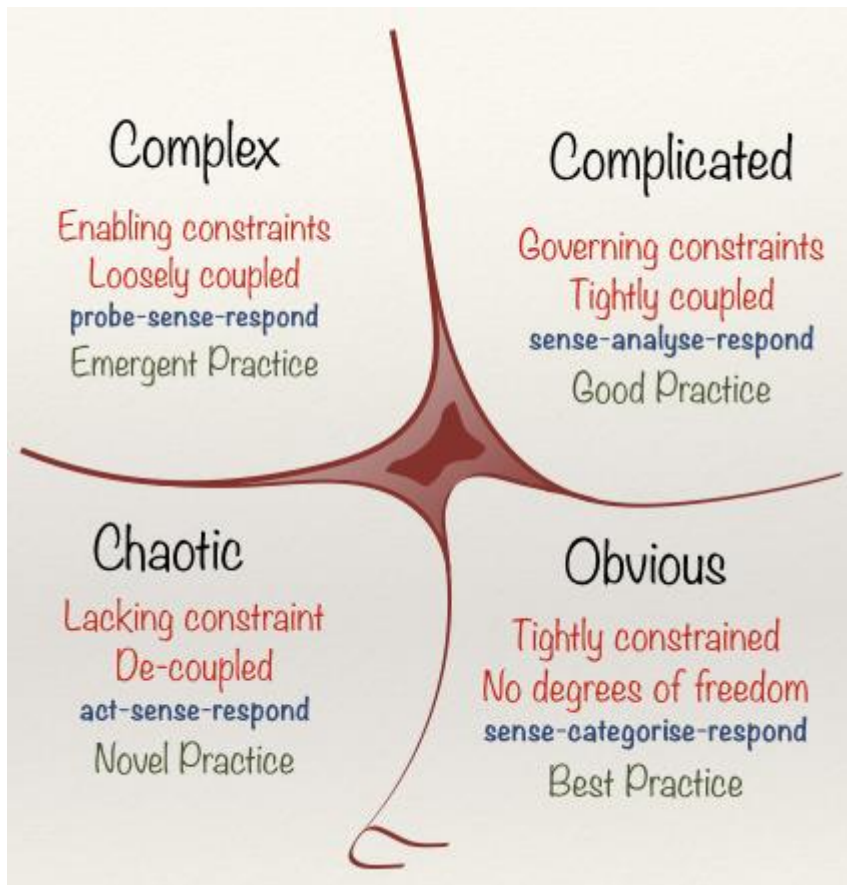 Complex
Enabling constraints
Loosely coupled
probe-sense-respond
Emergent Practice
Complicated
Governing constraints
Tightly coupled
sense-analyse-respond
Good Practice
Chaotic
Lacking constraint
De-coupled
act-sense-respond
Novel Practice
Obvious
Tightly constrained
No degrees of freedom
sense-categorise-respond
Best Practice